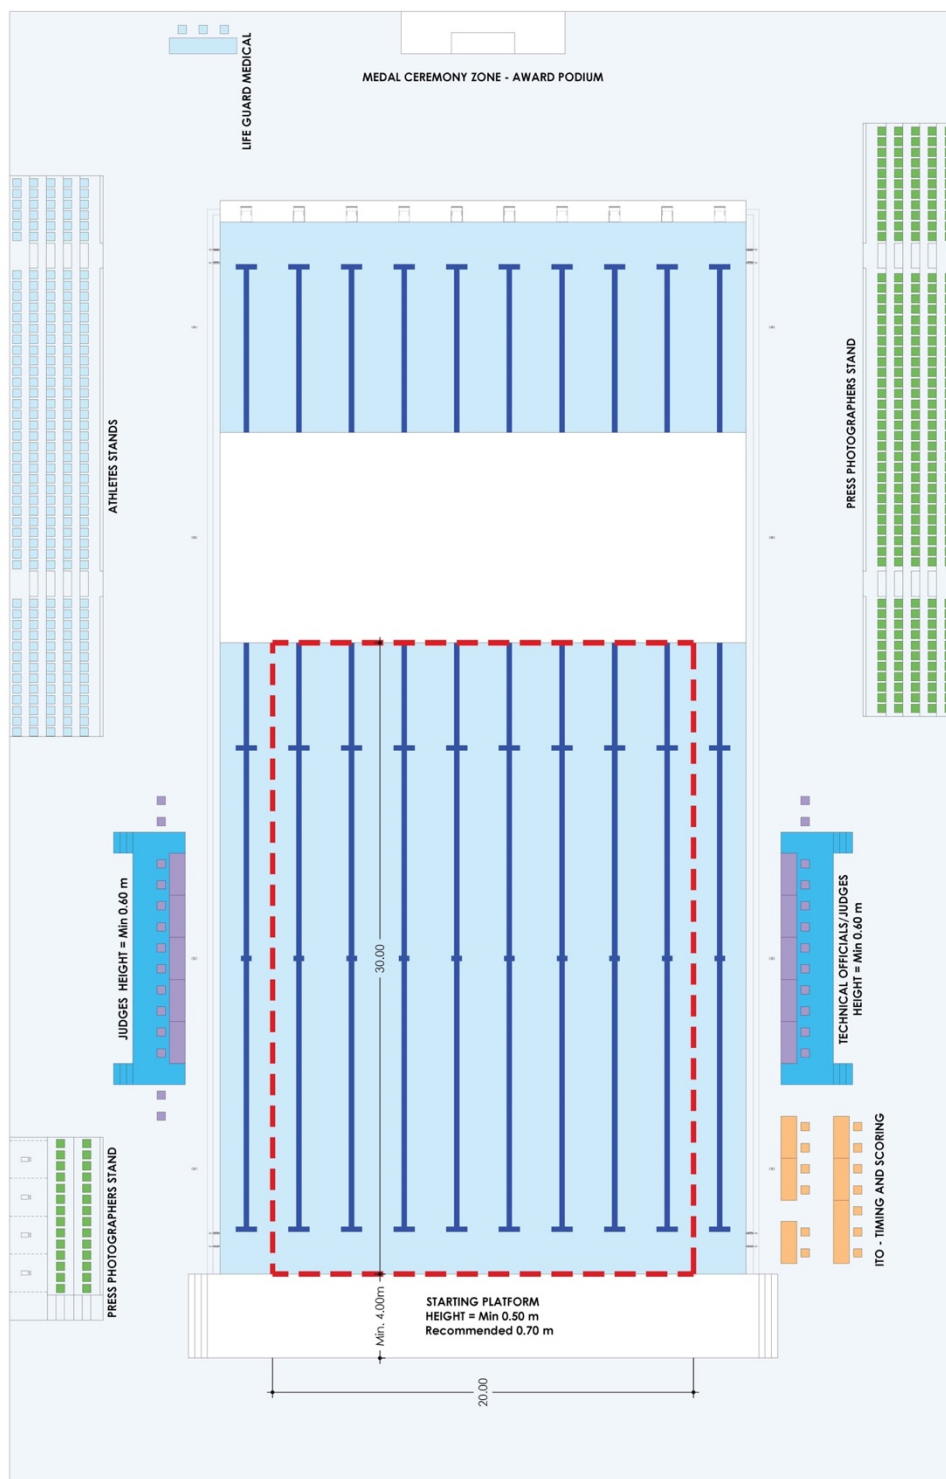 LIFE GUARD MEDICAL
MEDAL CEREMONY ZONE - AWARD PODIUM
ATHLETES STANDS
PRESS PHOTOGRAPHERS STAND
JUDGES HEIGHT = Min 0.60 m
30.00
TECHNICAL OFFICIALS/JUDGES
HEIGHT = Min 0.60 m
PRESS PHOTOGRAPHERS STAND
ITO - TIMING AND SCORING
Min. 4.00m
STARTING PLATFORM
HEIGHT = Min 0.50 m
Recommended 0.70 m
20.00